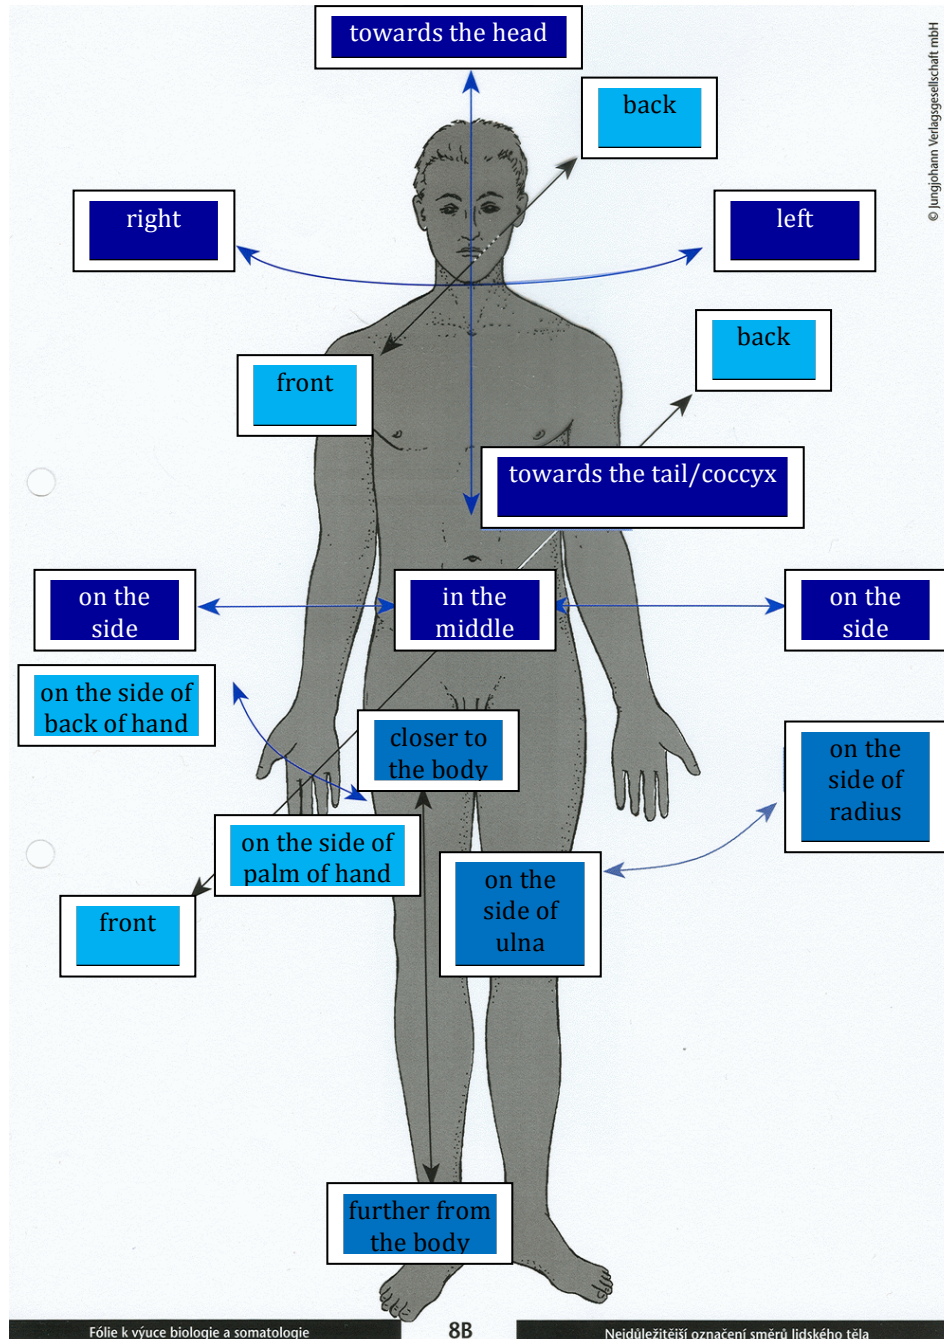 towards the head
© Jungjohann Verlagsgesellschaft mbH
back
right
left
back
front
towards the tail/coccyx
on the
side
in the
middle
on the
side
on the side of
back of hand
closer to
the body
on the
side of
radius
on the side of
palm of hand
on the
side of
ulna
front
further from
the body
Fólie k výuce biologie a somatologie
8B
Nejdůležitější označení směrů lidského těla